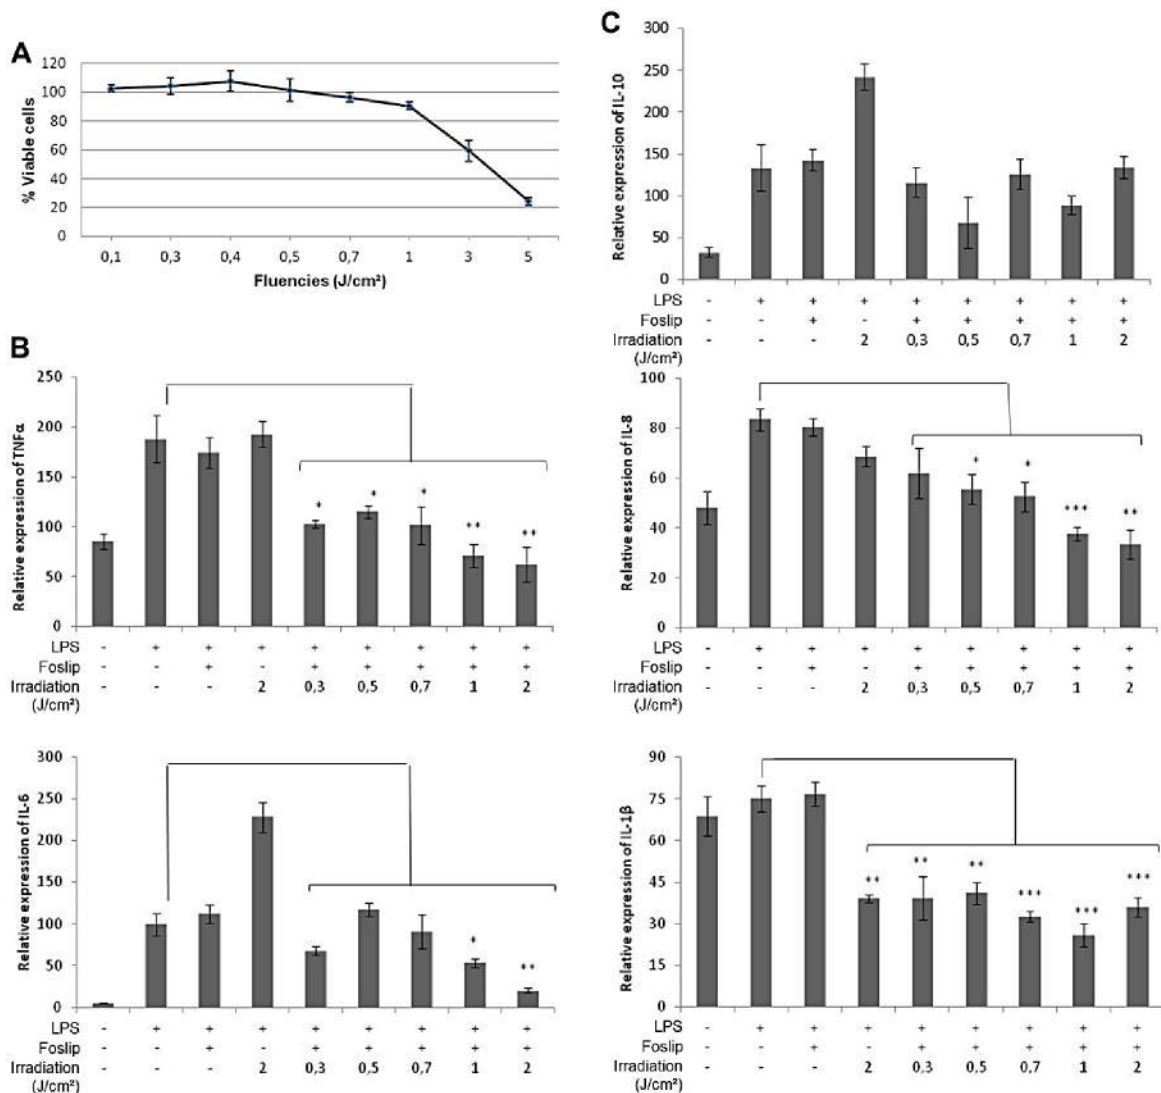 A
120
100
80
60
40
20
0
% Viable cells
0,1 0,3 0,4 0,5 0,7 1 3 5
Fluencies (J/cm²)
B
250
200
150
100
50
0
Relative expression of TNFα
* * * ** **
LPS - + + + + + + + +
Foslip - - + - + + + + +
Irradiation - - - 2 0,3 0,5 0,7 1 2
(J/cm²)
300
250
200
150
100
50
0
Relative expression of IL-6
* **
LPS - + + + + + + + +
Foslip - - + - + + + + +
Irradiation - - - 2 0,3 0,5 0,7 1 2
(J/cm²)
C
300
250
200
150
100
50
0
Relative expression of IL-10
LPS - + + + + + + + +
Foslip - - + - + + + + +
Irradiation - - - 2 0,3 0,5 0,7 1 2
(J/cm²)
100
80
60
40
20
0
Relative expression of IL-8
* * *** **
LPS - + + + + + + + +
Foslip - - + - + + + + +
Irradiation - - - 2 0,3 0,5 0,7 1 2
(J/cm²)
90
75
60
45
30
15
0
Relative expression of IL-1β
** ** ** *** *** ***
LPS - + + + + + + + +
Foslip - - + - + + + + +
Irradiation - - - 2 0,3 0,5 0,7 1 2
(J/cm²)